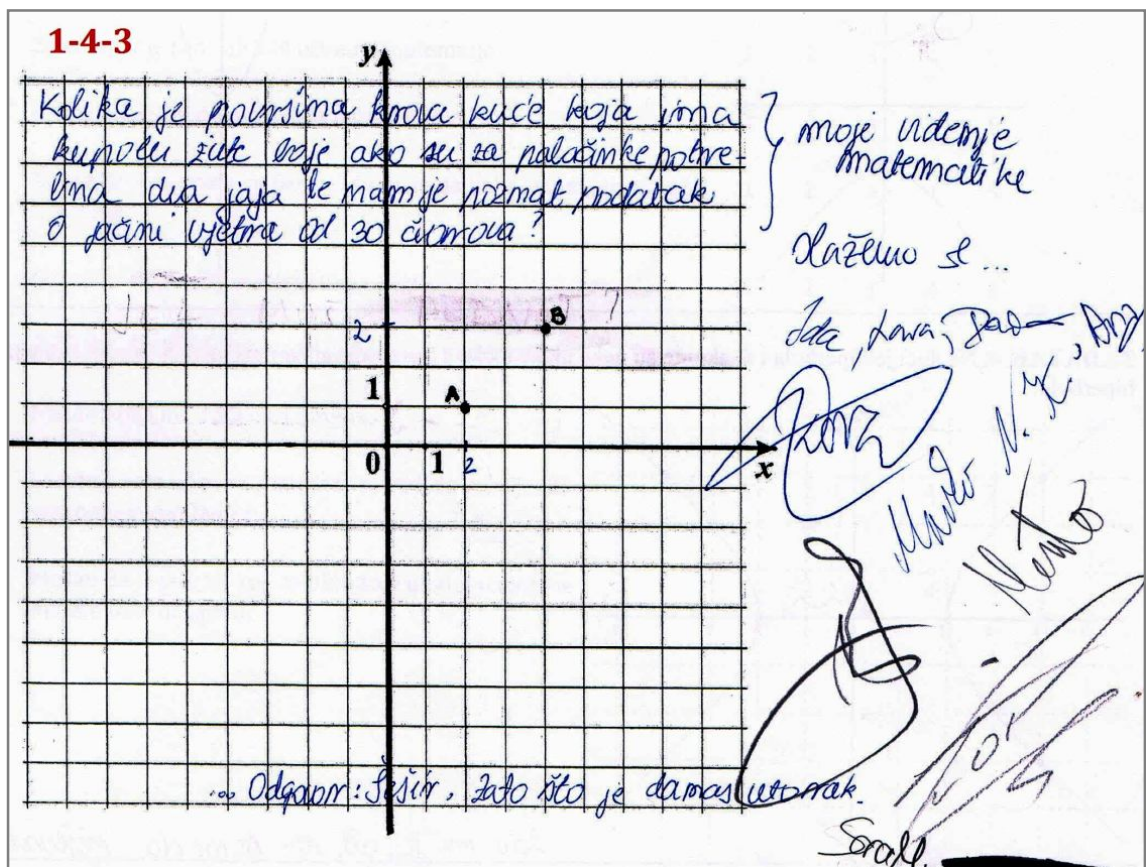 1-4-3
y
Kolika je površina krova kuće koja ima
kupolu žute boje ako su za palačinke potre-
bna dva jaja te nam je poznat podatak
o jačini vjetra od 30 čvorova?
moje viđenje
matematike
slažemo se ...
2
B
Ida Lara,
1
A
0
1
2
x
... Odgovor: Šešir, zato što je danas utorak.